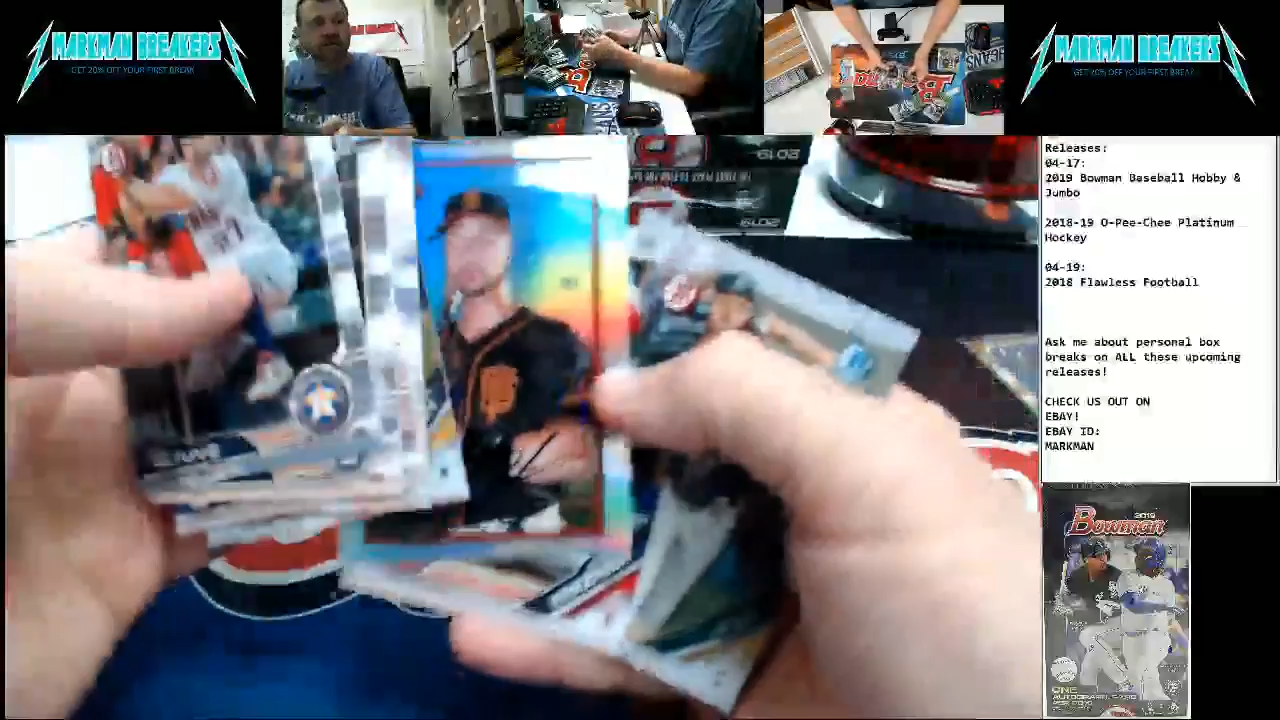 MARKMAN BREAKERS
GET 20% OFF YOUR FIRST BREAK
MARKMAN BREAKERS
GET 20% OFF YOUR FIRST BREAK
2019
Releases:
04-17:
2019 Bowman Baseball Hobby &
Jumbo
2018-19 O-Pee-Chee Platinum
Hockey
04-19:
2018 Flawless Football
Ask me about personal box
breaks on ALL these upcoming
releases!
CHECK US OUT ON
EBAY!
EBAY ID:
MARKMAN
2019
Bowman
ONE